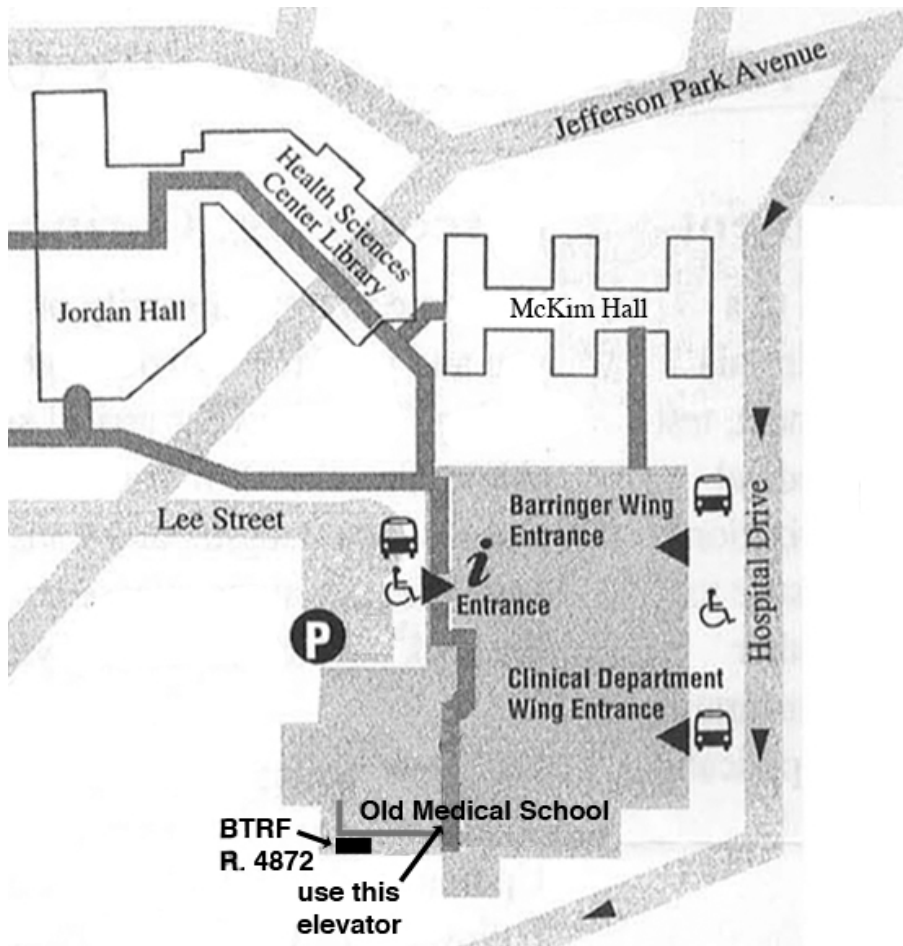 Jefferson Park Avenue
Health Sciences
Center Library
Jordan Hall
McKim Hall
Lee Street
Barringer Wing
Entrance
i
Entrance
Hospital Drive
P
Clinical Department
Wing Entrance
Old Medical School
BTRF
R. 4872
use this
elevator